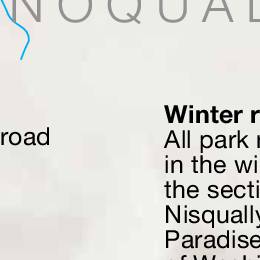 NOQUAL
road
Winter r
All park r
in the wi
the secti
Nisqually
Paradise